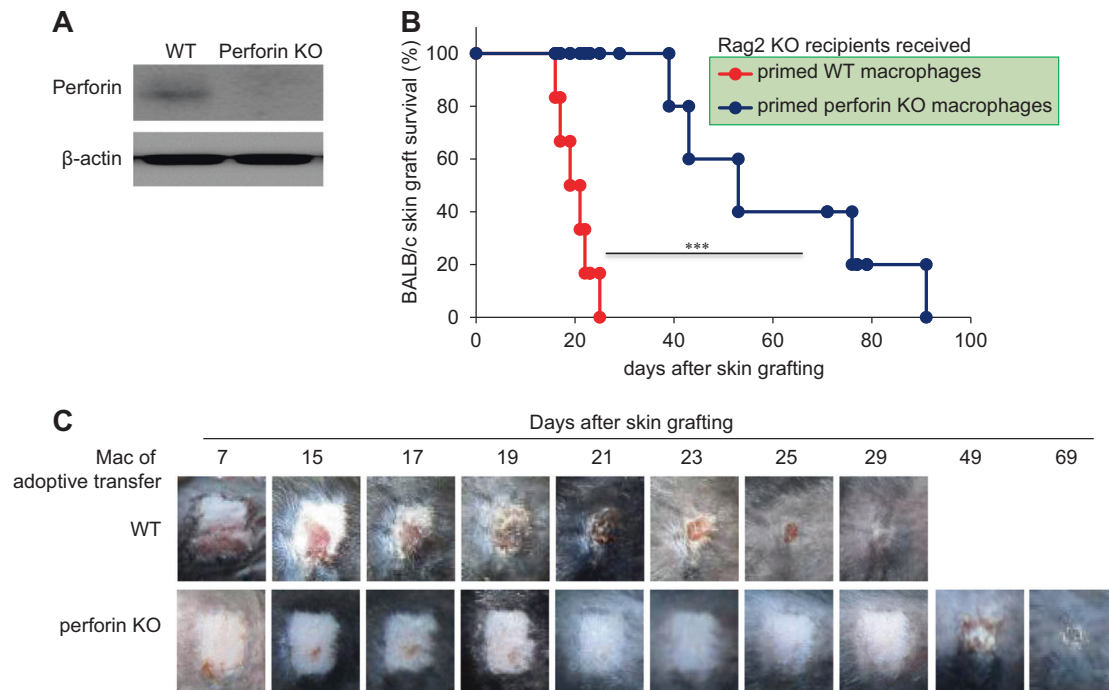 A
WT Perforin KO
Perforin
β-actin
B
BALB/c skin graft survival (%)
100
80
60
40
20
0
0 20 40 60 80 100
days after skin grafting
Rag2 KO recipients received
primed WT macrophages
primed perforin KO macrophages
***
C
Days after skin grafting
Mac of
adoptive transfer
7 15 17 19 21 23 25 29 49 69
WT
perforin KO